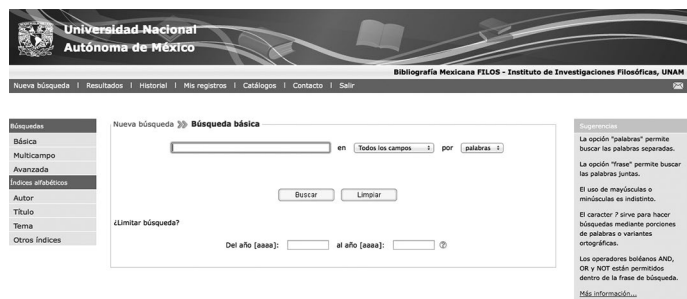 Universidad Nacional
Autónoma de México
Bibliografía Mexicana FILOS - Instituto de Investigaciones Filosóficas, UNAM
Nueva búsqueda | Resultados | Historial | Mis registros | Catálogos | Contacto | Salir
Búsquedas
Básica
Multicampo
Avanzada
Índices alfabéticos
Autor
Título
Tema
Otros índices
Nueva búsqueda » Búsqueda básica
en Todos los campos por palabras
Buscar Limpiar
¿Limitar búsqueda?
Del año [aaaa]: al año [aaaa]: ?
Sugerencias
La opción "palabras" permite
buscar las palabras separadas.
La opción "frase" permite buscar
las palabras juntas.
El uso de mayúsculas o
minúsculas es indistinto.
El caracter ? sirve para hacer
búsquedas mediante porciones
de palabras o variantes
ortográficas.
Los operadores boléanos AND,
OR y NOT están permitidos
dentro de la frase de búsqueda.
Más información...